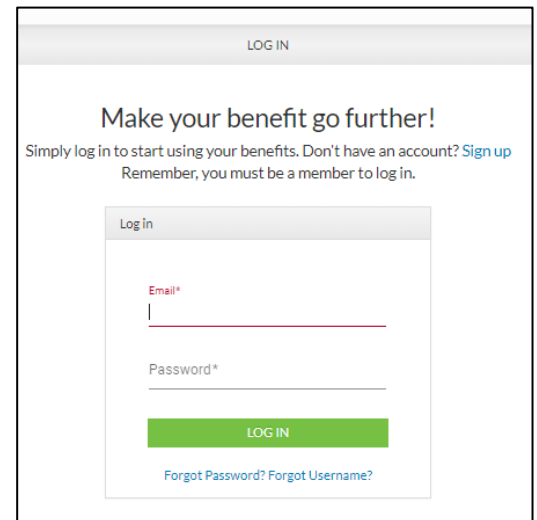 LOG IN
Make your benefit go further!
Simply log in to start using your benefits. Don't have an account? Sign up
Remember, you must be a member to log in.
Log in
Email*
Password*
LOG IN
Forgot Password? Forgot Username?